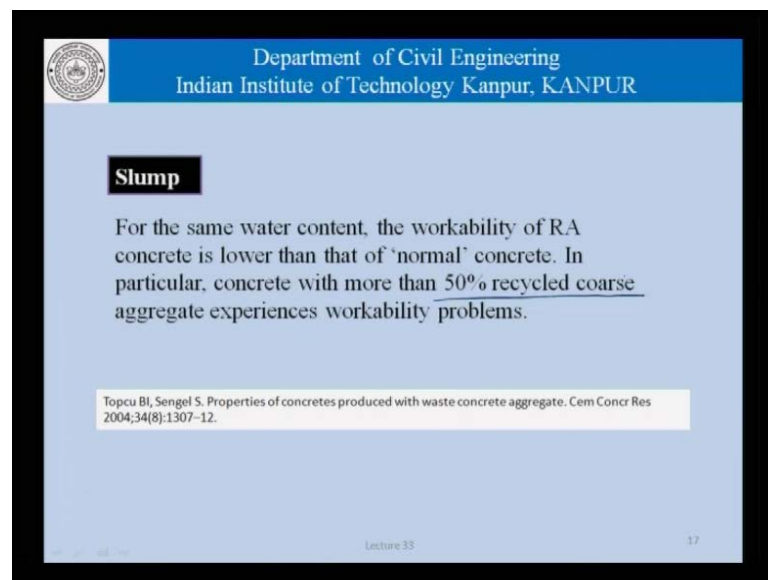 Department of Civil Engineering
Indian Institute of Technology Kanpur, KANPUR
Slump
For the same water content, the workability of RA
concrete is lower than that of ‘normal’ concrete. In
particular, concrete with more than 50% recycled coarse
aggregate experiences workability problems.
Topcu BI, Sengel S. Properties of concretes produced with waste concrete aggregate. Cem Concr Res
2004;34(8):1307–12.
Lecture 33
17